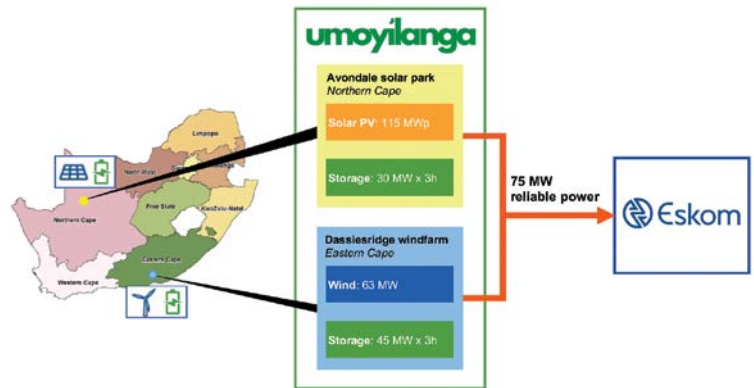 umoyilanga
Avondale solar park
Northern Cape
Solar PV: 115 MWp
Storage: 30 MW x 3h
Dassiesridge windfarm
Eastern Cape
Wind: 63 MW
Storage: 45 MW x 3h
75 MW
reliable power
Eskom
Limpopo
North West
Free State
KwaZulu-Natal
Northern Cape
Eastern Cape
Western Cape